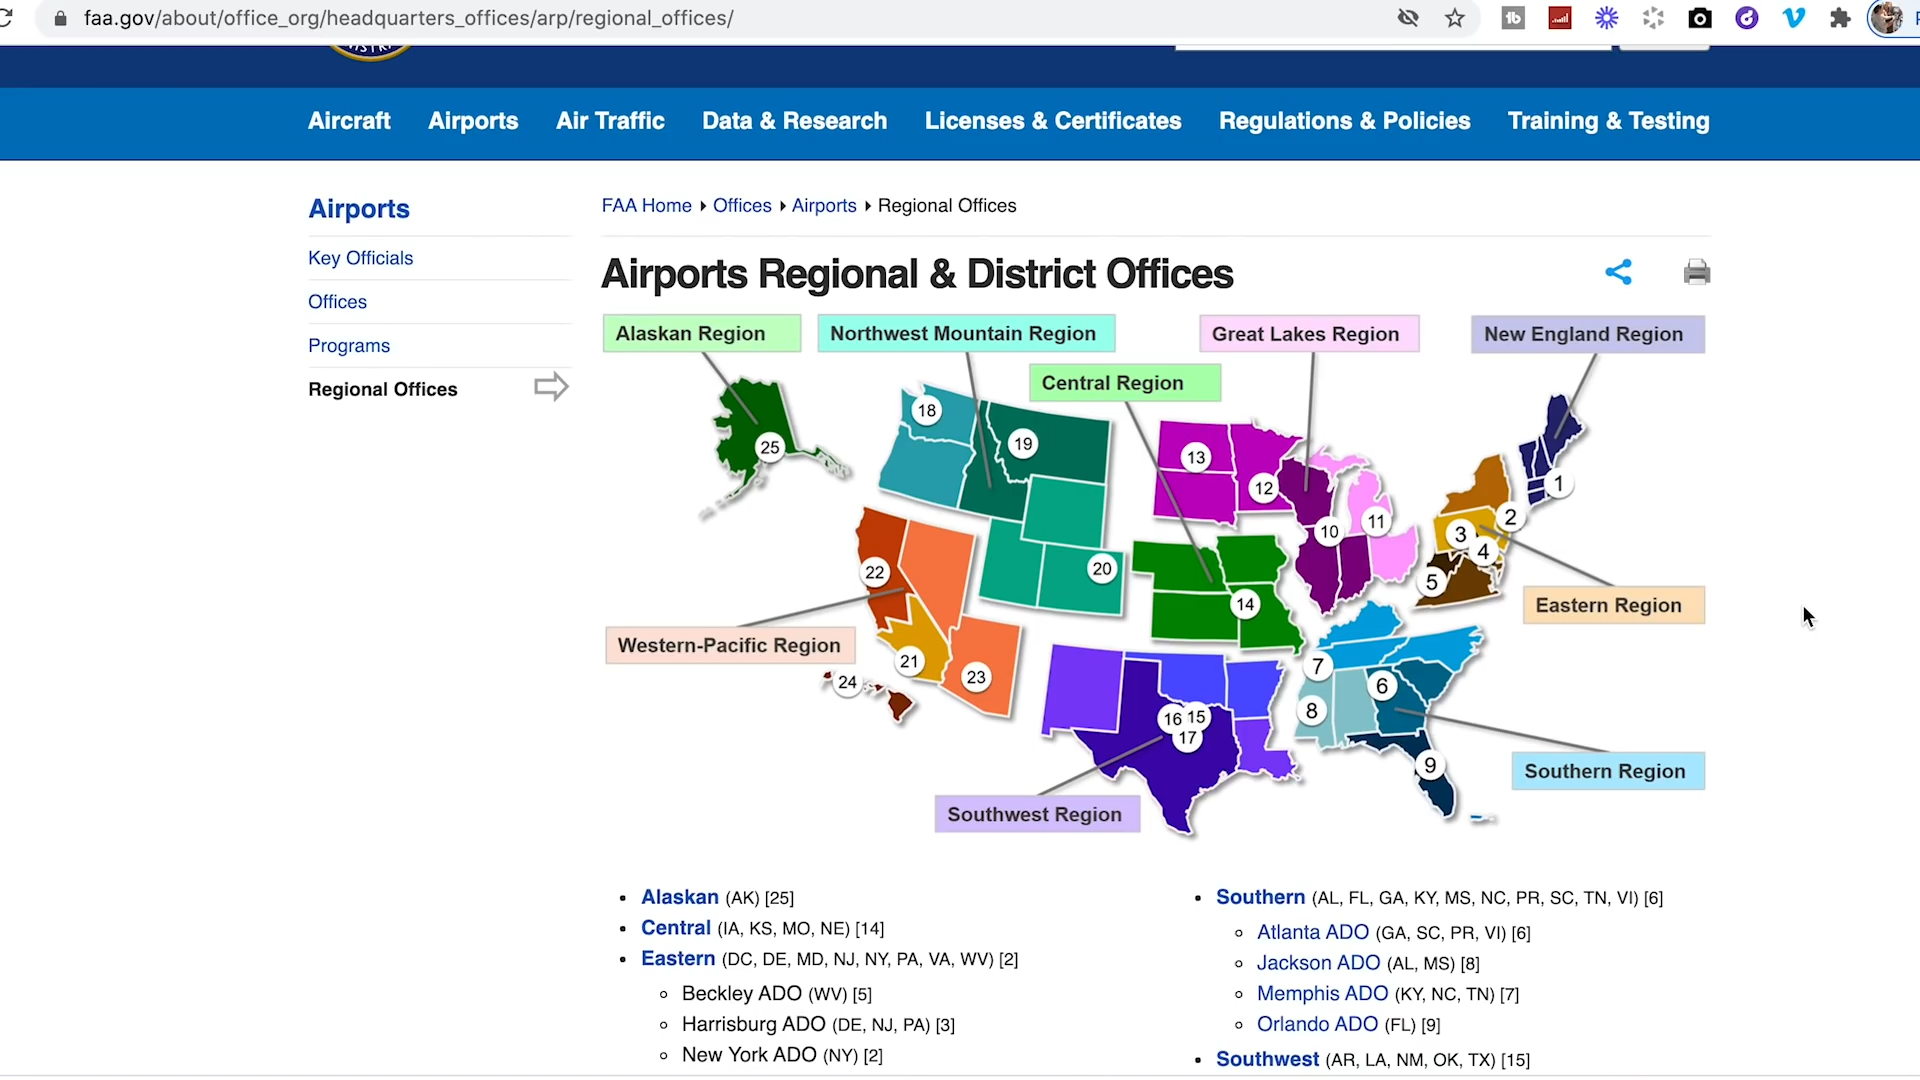 faa.gov/about/office_org/headquarters_offices/arp/regional_offices/
Aircraft Airports Air Traffic Data & Research Licenses & Certificates Regulations & Policies Training & Testing
Airports
Key Officials
Offices
Programs
Regional Offices
FAA Home Offices Airports Regional Offices
Airports Regional & District Offices
Alaskan Region
Northwest Mountain Region
Great Lakes Region
New England Region
Central Region
18
19
25
13
12
1
11
10
2
3
4
5
22
20
14
Eastern Region
Western-Pacific Region
21
23
24
7
6
8
16 15
17
9
Southern Region
Southwest Region
• Alaskan (AK) [25]
• Central (IA, KS, MO, NE) [14]
• Eastern (DC, DE, MD, NJ, NY, PA, VA, WV) [2]
Beckley ADO (WV) [5]
Harrisburg ADO (DE, NJ, PA) [3]
New York ADO (NY) [2]
• Southern (AL, FL, GA, KY, MS, NC, PR, SC, TN, VI) [6]
Atlanta ADO (GA, SC, PR, VI) [6]
Jackson ADO (AL, MS) [8]
Memphis ADO (KY, NC, TN) [7]
Orlando ADO (FL) [9]
• Southwest (AR, LA, NM, OK, TX) [15]